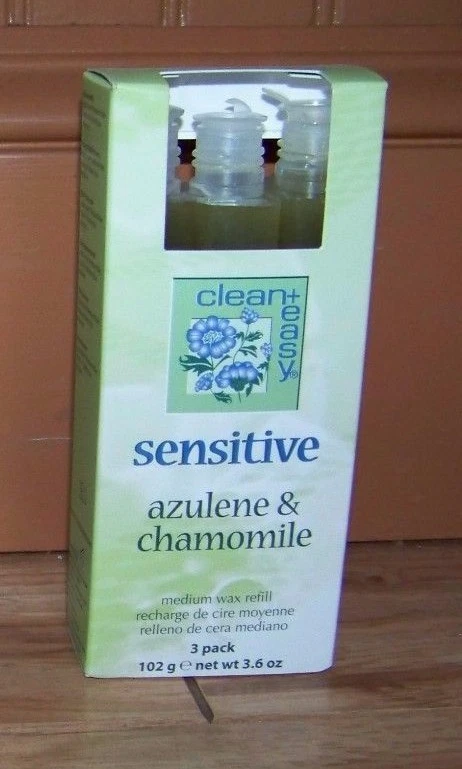 clean+
easy®
sensitive
azulene &
chamomile
medium wax refill
recharge de cire moyenne
relleno de cera mediano
3 pack
102 g ℮ net wt 3.6 oz